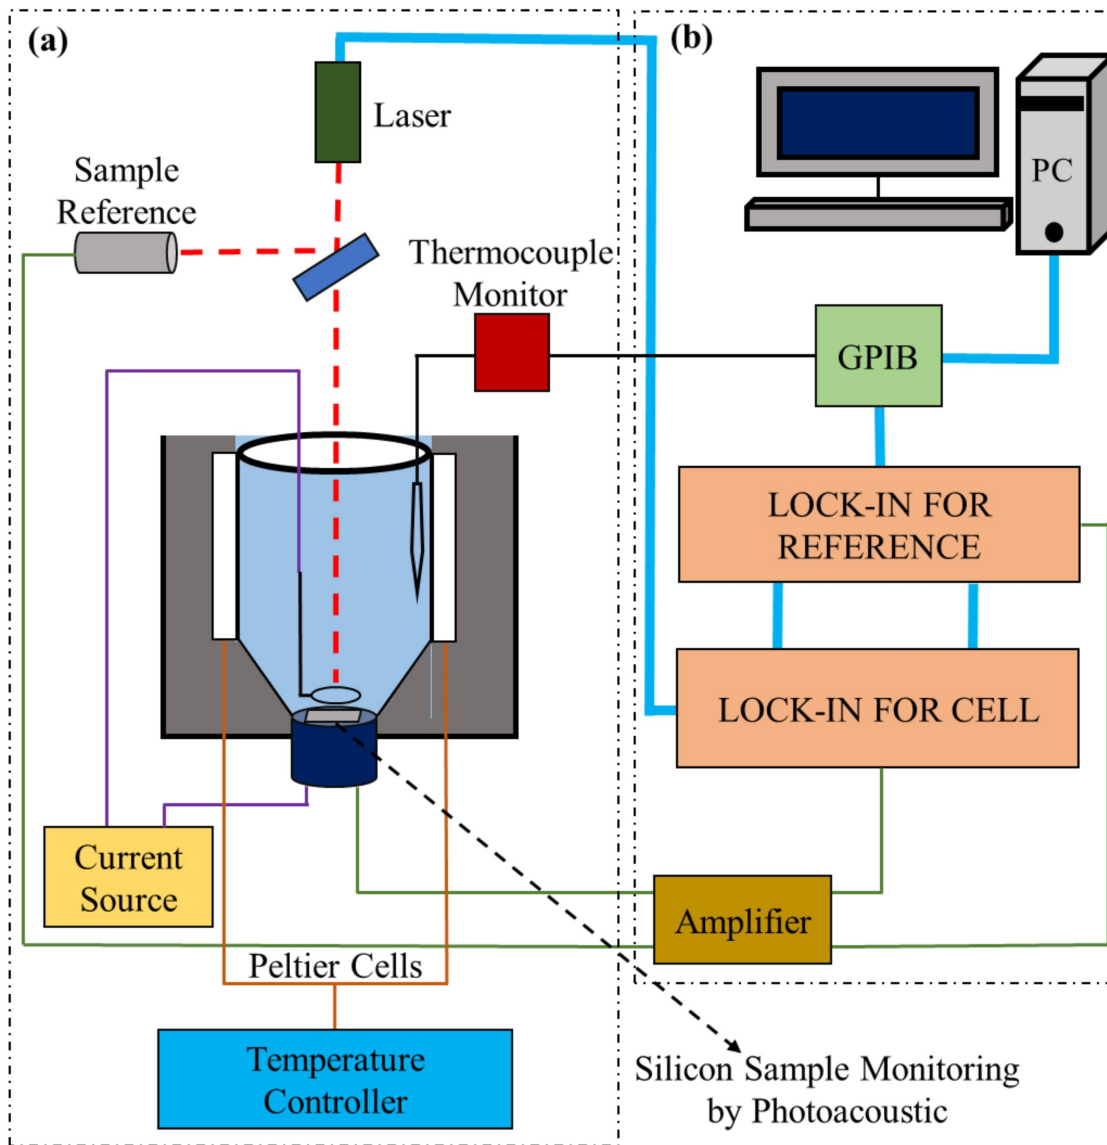 (a)
Laser
Sample
Reference
Thermocouple
Monitor
Current
Source
Peltier Cells
Temperature
Controller
(b)
PC
GPIB
LOCK-IN FOR
REFERENCE
LOCK-IN FOR CELL
Amplifier
Silicon Sample Monitoring
by Photoacoustic